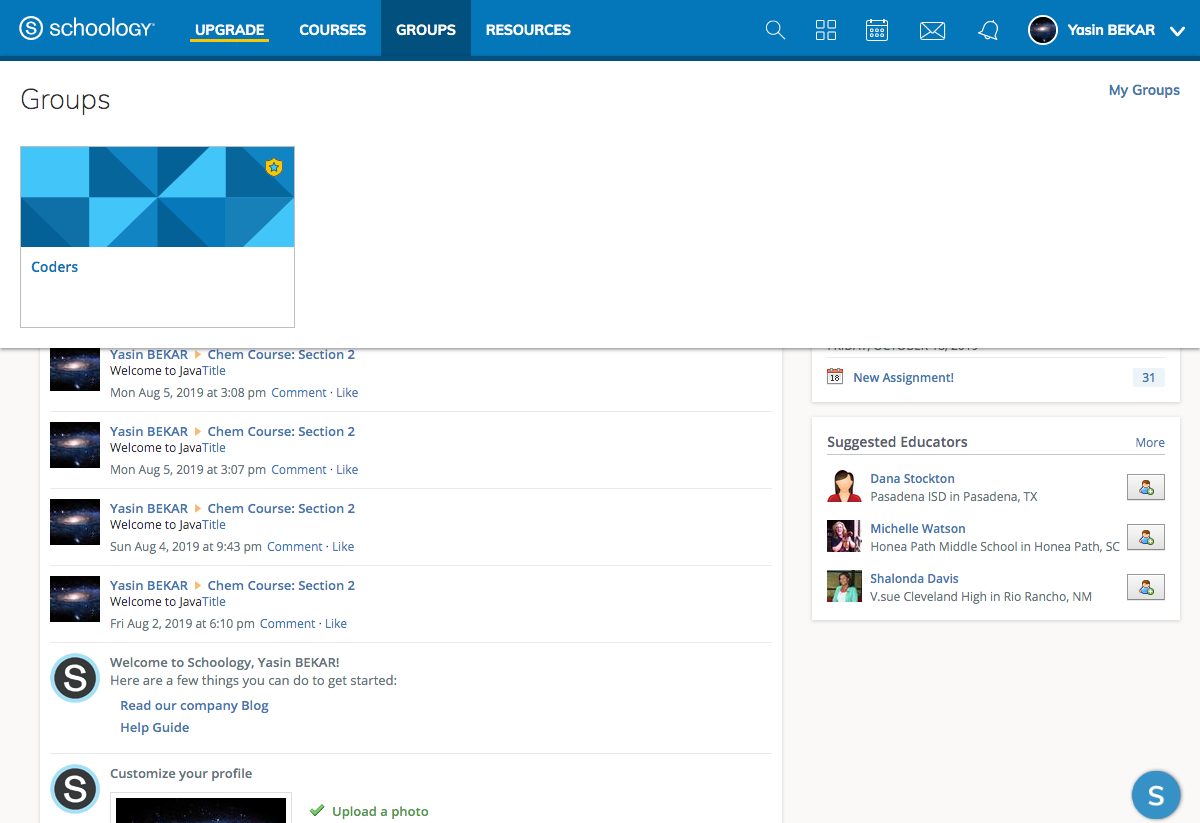 schoology
UPGRADE COURSES GROUPS RESOURCES
Yasin BEKAR
Groups
My Groups
Coders
Yasin BEKAR Chem Course: Section 2
Welcome to JavaTitle
Mon Aug 5, 2019 at 3:08 pm Comment · Like
Yasin BEKAR Chem Course: Section 2
Welcome to JavaTitle
Mon Aug 5, 2019 at 3:07 pm Comment · Like
Yasin BEKAR Chem Course: Section 2
Welcome to JavaTitle
Sun Aug 4, 2019 at 9:43 pm Comment · Like
Yasin BEKAR Chem Course: Section 2
Welcome to JavaTitle
Fri Aug 2, 2019 at 6:10 pm Comment · Like
S
Welcome to Schoology, Yasin BEKAR!
Here are a few things you can do to get started:
Read our company Blog
Help Guide
S
Customize your profile
Upload a photo
FRIDAY, OCTOBER 18, 2019
18 New Assignment! 31
Suggested Educators More
Dana Stockton
Pasadena ISD in Pasadena, TX
Michelle Watson
Honea Path Middle School in Honea Path, SC
Shalonda Davis
V.sue Cleveland High in Rio Rancho, NM
S